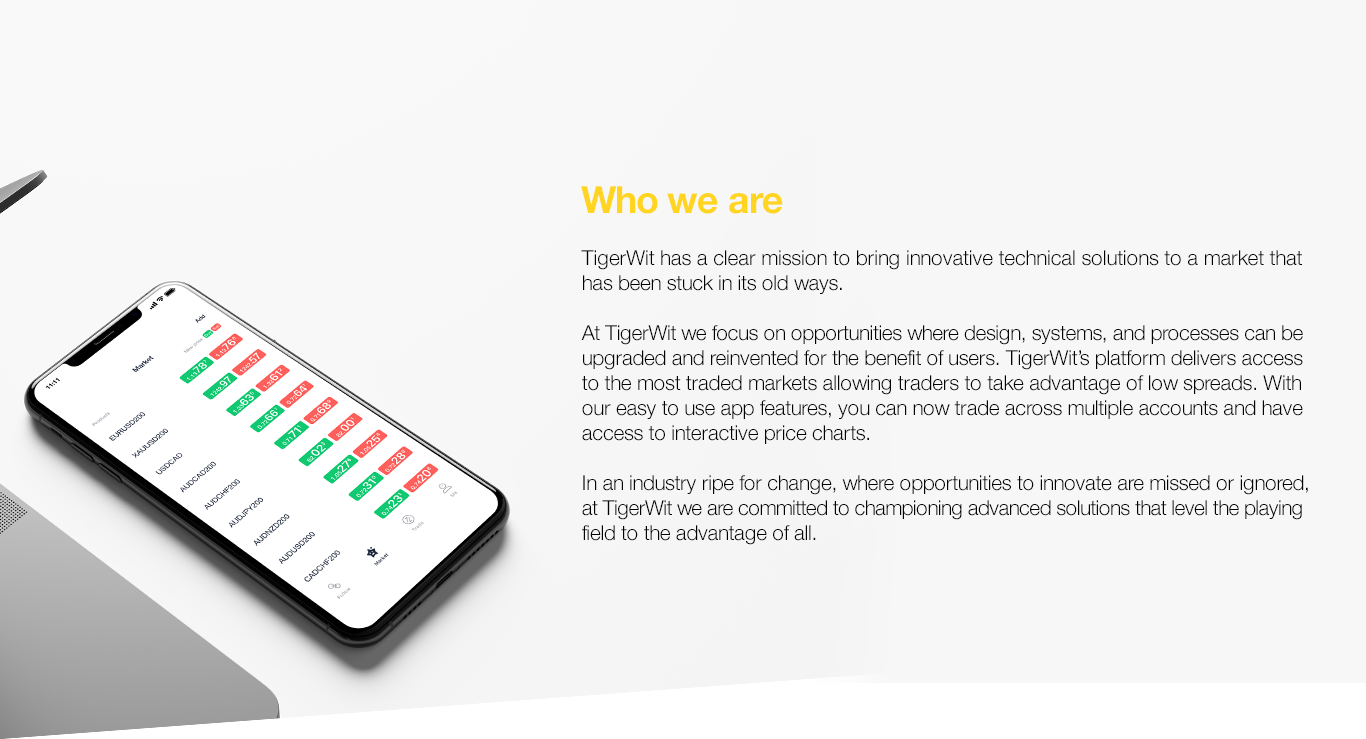 Who we are
TigerWit has a clear mission to bring innovative technical solutions to a market that
has been stuck in its old ways.
At TigerWit we focus on opportunities where design, systems, and processes can be
upgraded and reinvented for the benefit of users. TigerWit's platform delivers access
to the most traded markets allowing traders to take advantage of low spreads. With
our easy to use app features, you can now trade across multiple accounts and have
access to interactive price charts.
In an industry ripe for change, where opportunities to innovate are missed or ignored,
at TigerWit we are committed to championing advanced solutions that level the playing
field to the advantage of all.
11:11
Market
Add
Products
EURUSD200
XAUUSD200
USDCAD
AUDCAD200
AUDCHF200
AUDJPY200
AUDNZD200
AUDUSD200
CADCHF200
Follow
Market
Trade
Me